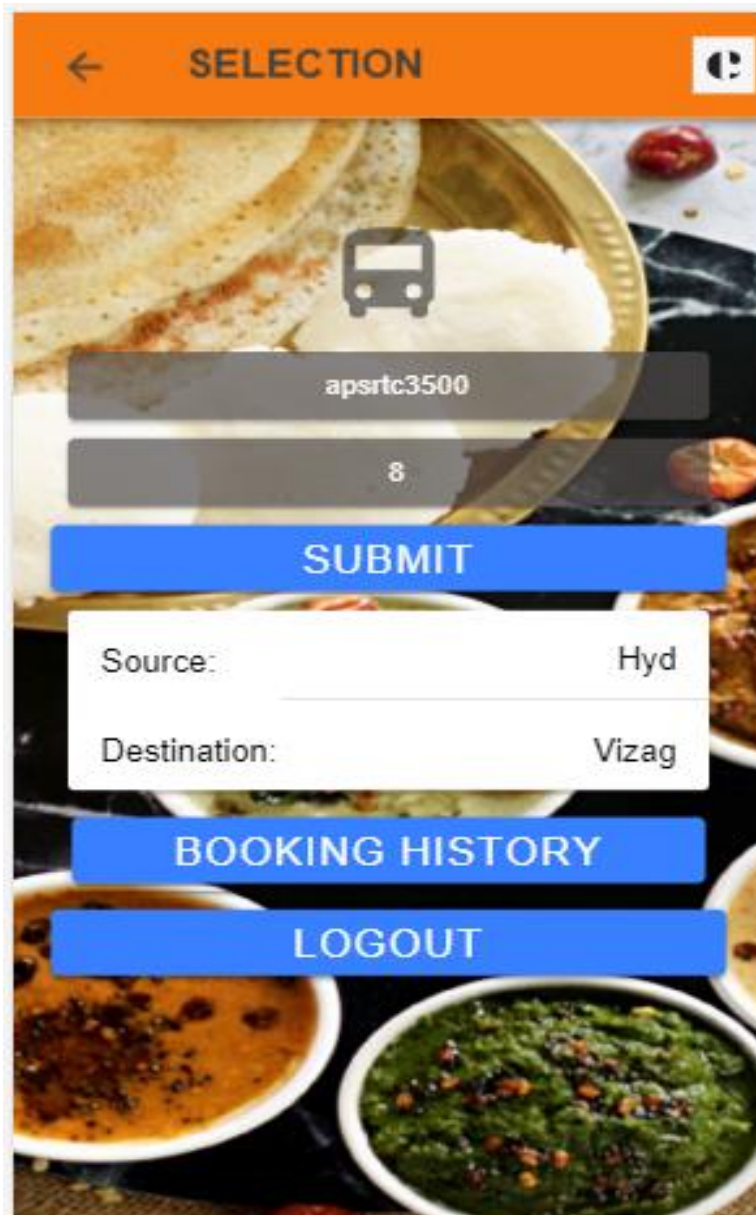 SELECTION
apsrtc3500
8
SUBMIT
Source: Hyd
Destination: Vizag
BOOKING HISTORY
LOGOUT